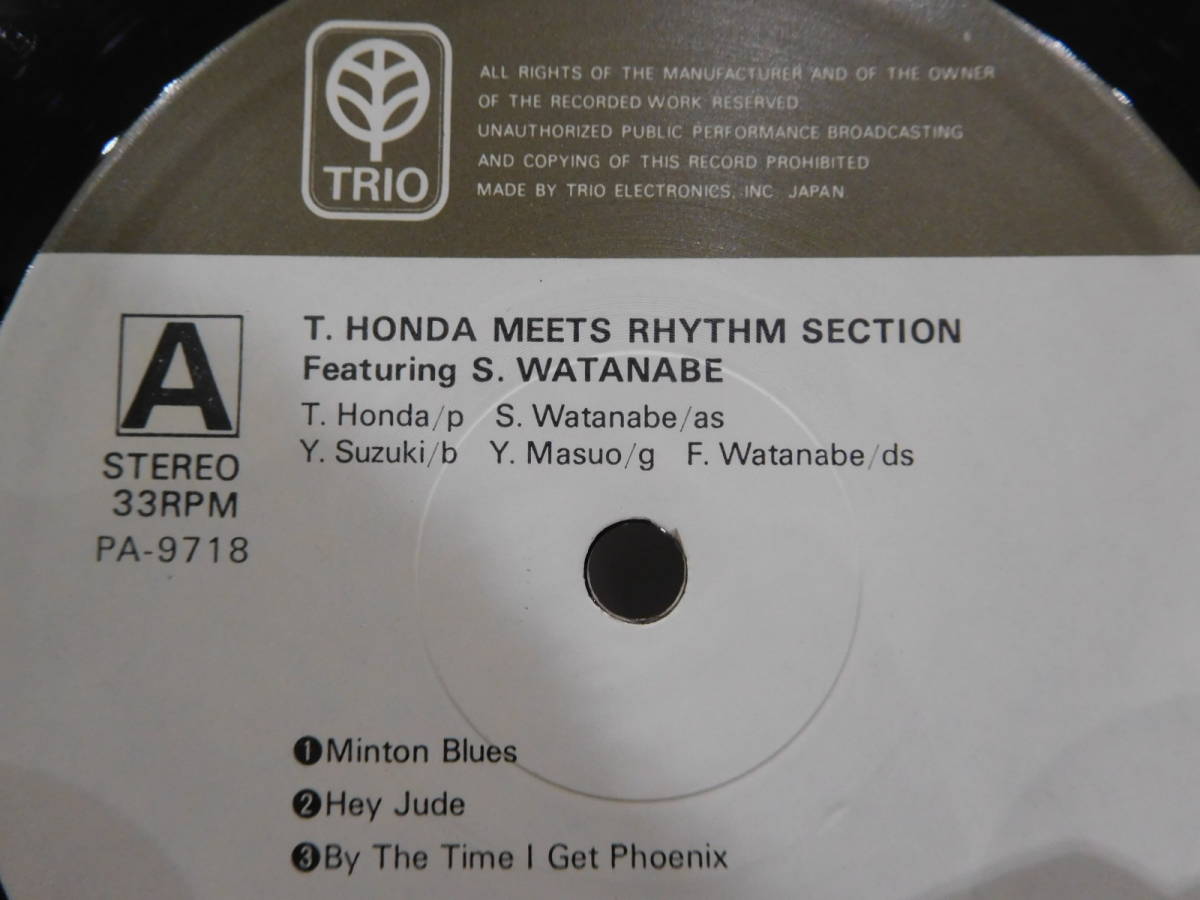 TRIO
ALL RIGHTS OF THE MANUFACTURER AND OF THE OWNER
OF THE RECORDED WORK RESERVED
UNAUTHORIZED PUBLIC PERFORMANCE BROADCASTING
AND COPYING OF THIS RECORD PROHIBITED
MADE BY TRIO ELECTRONICS, INC JAPAN
A
STEREO
33RPM
PA-9718
T. HONDA MEETS RHYTHM SECTION
Featuring S. WATANABE
T. Honda/p S. Watanabe/as
Y. Suzuki/b Y. Masuo/g F. Watanabe/ds
❶Minton Blues
❷Hey Jude
❸By The Time I Get Phoenix